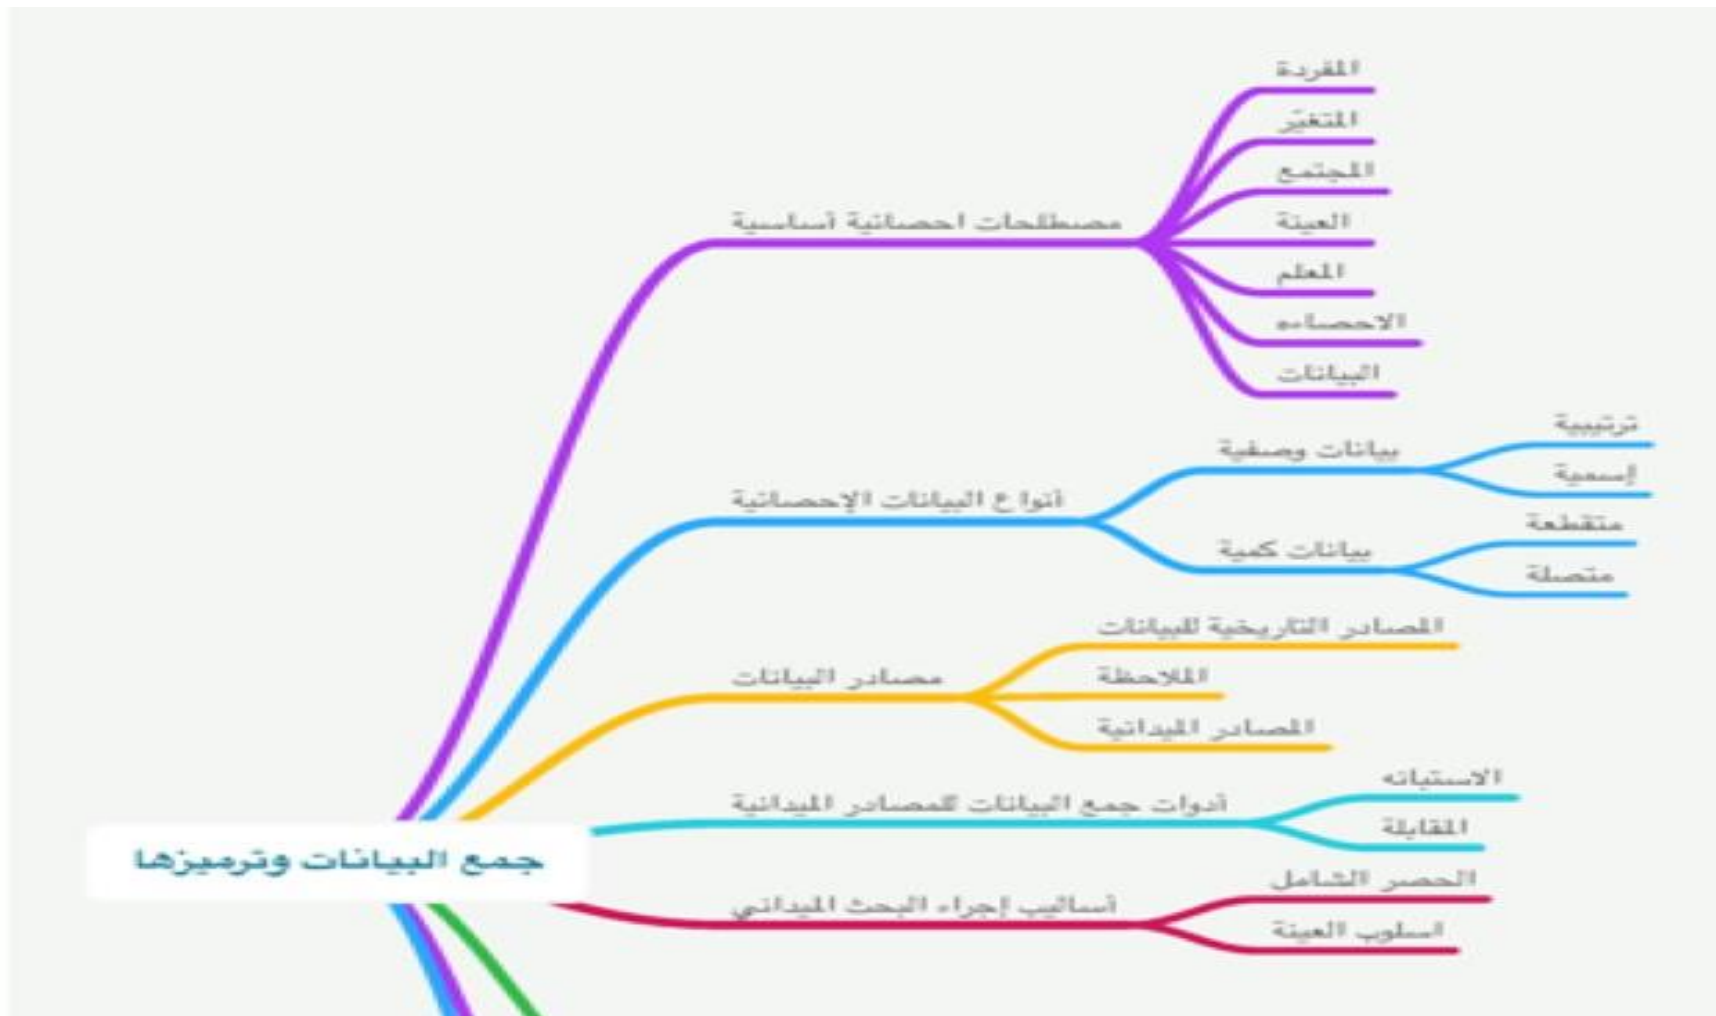 جمع البيانات وترميزها
مصطلحات احصائية أساسية
المفردة
المتغيّر
المجتمع
العينة
المعلم
الاحصاءه
البيانات
أنواع البيانات الإحصائية
بيانات وصفية
ترتيبية
إسمية
بيانات كمية
متقطعة
متصلة
مصادر البيانات
المصادر التاريخية للبيانات
الملاحظة
المصادر الميدانية
أدوات جمع البيانات للمصادر الميدانية
الاستبانه
المقابلة
أساليب إجراء البحث الميداني
الحصر الشامل
اسلوب العينة